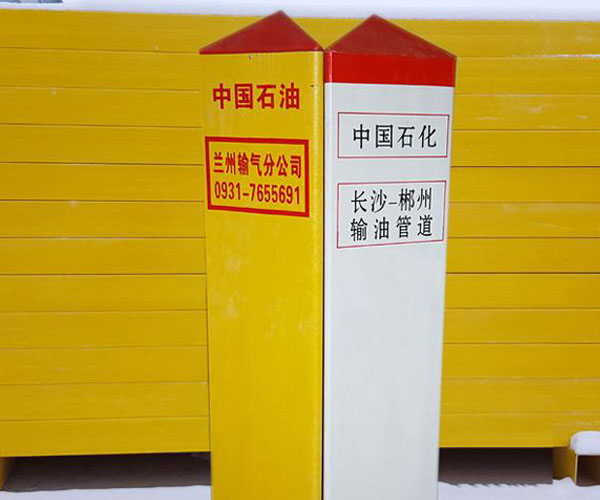 中国石油
兰州输气分公司
0931-7655691
中国石化
长沙-郴州
输油管道